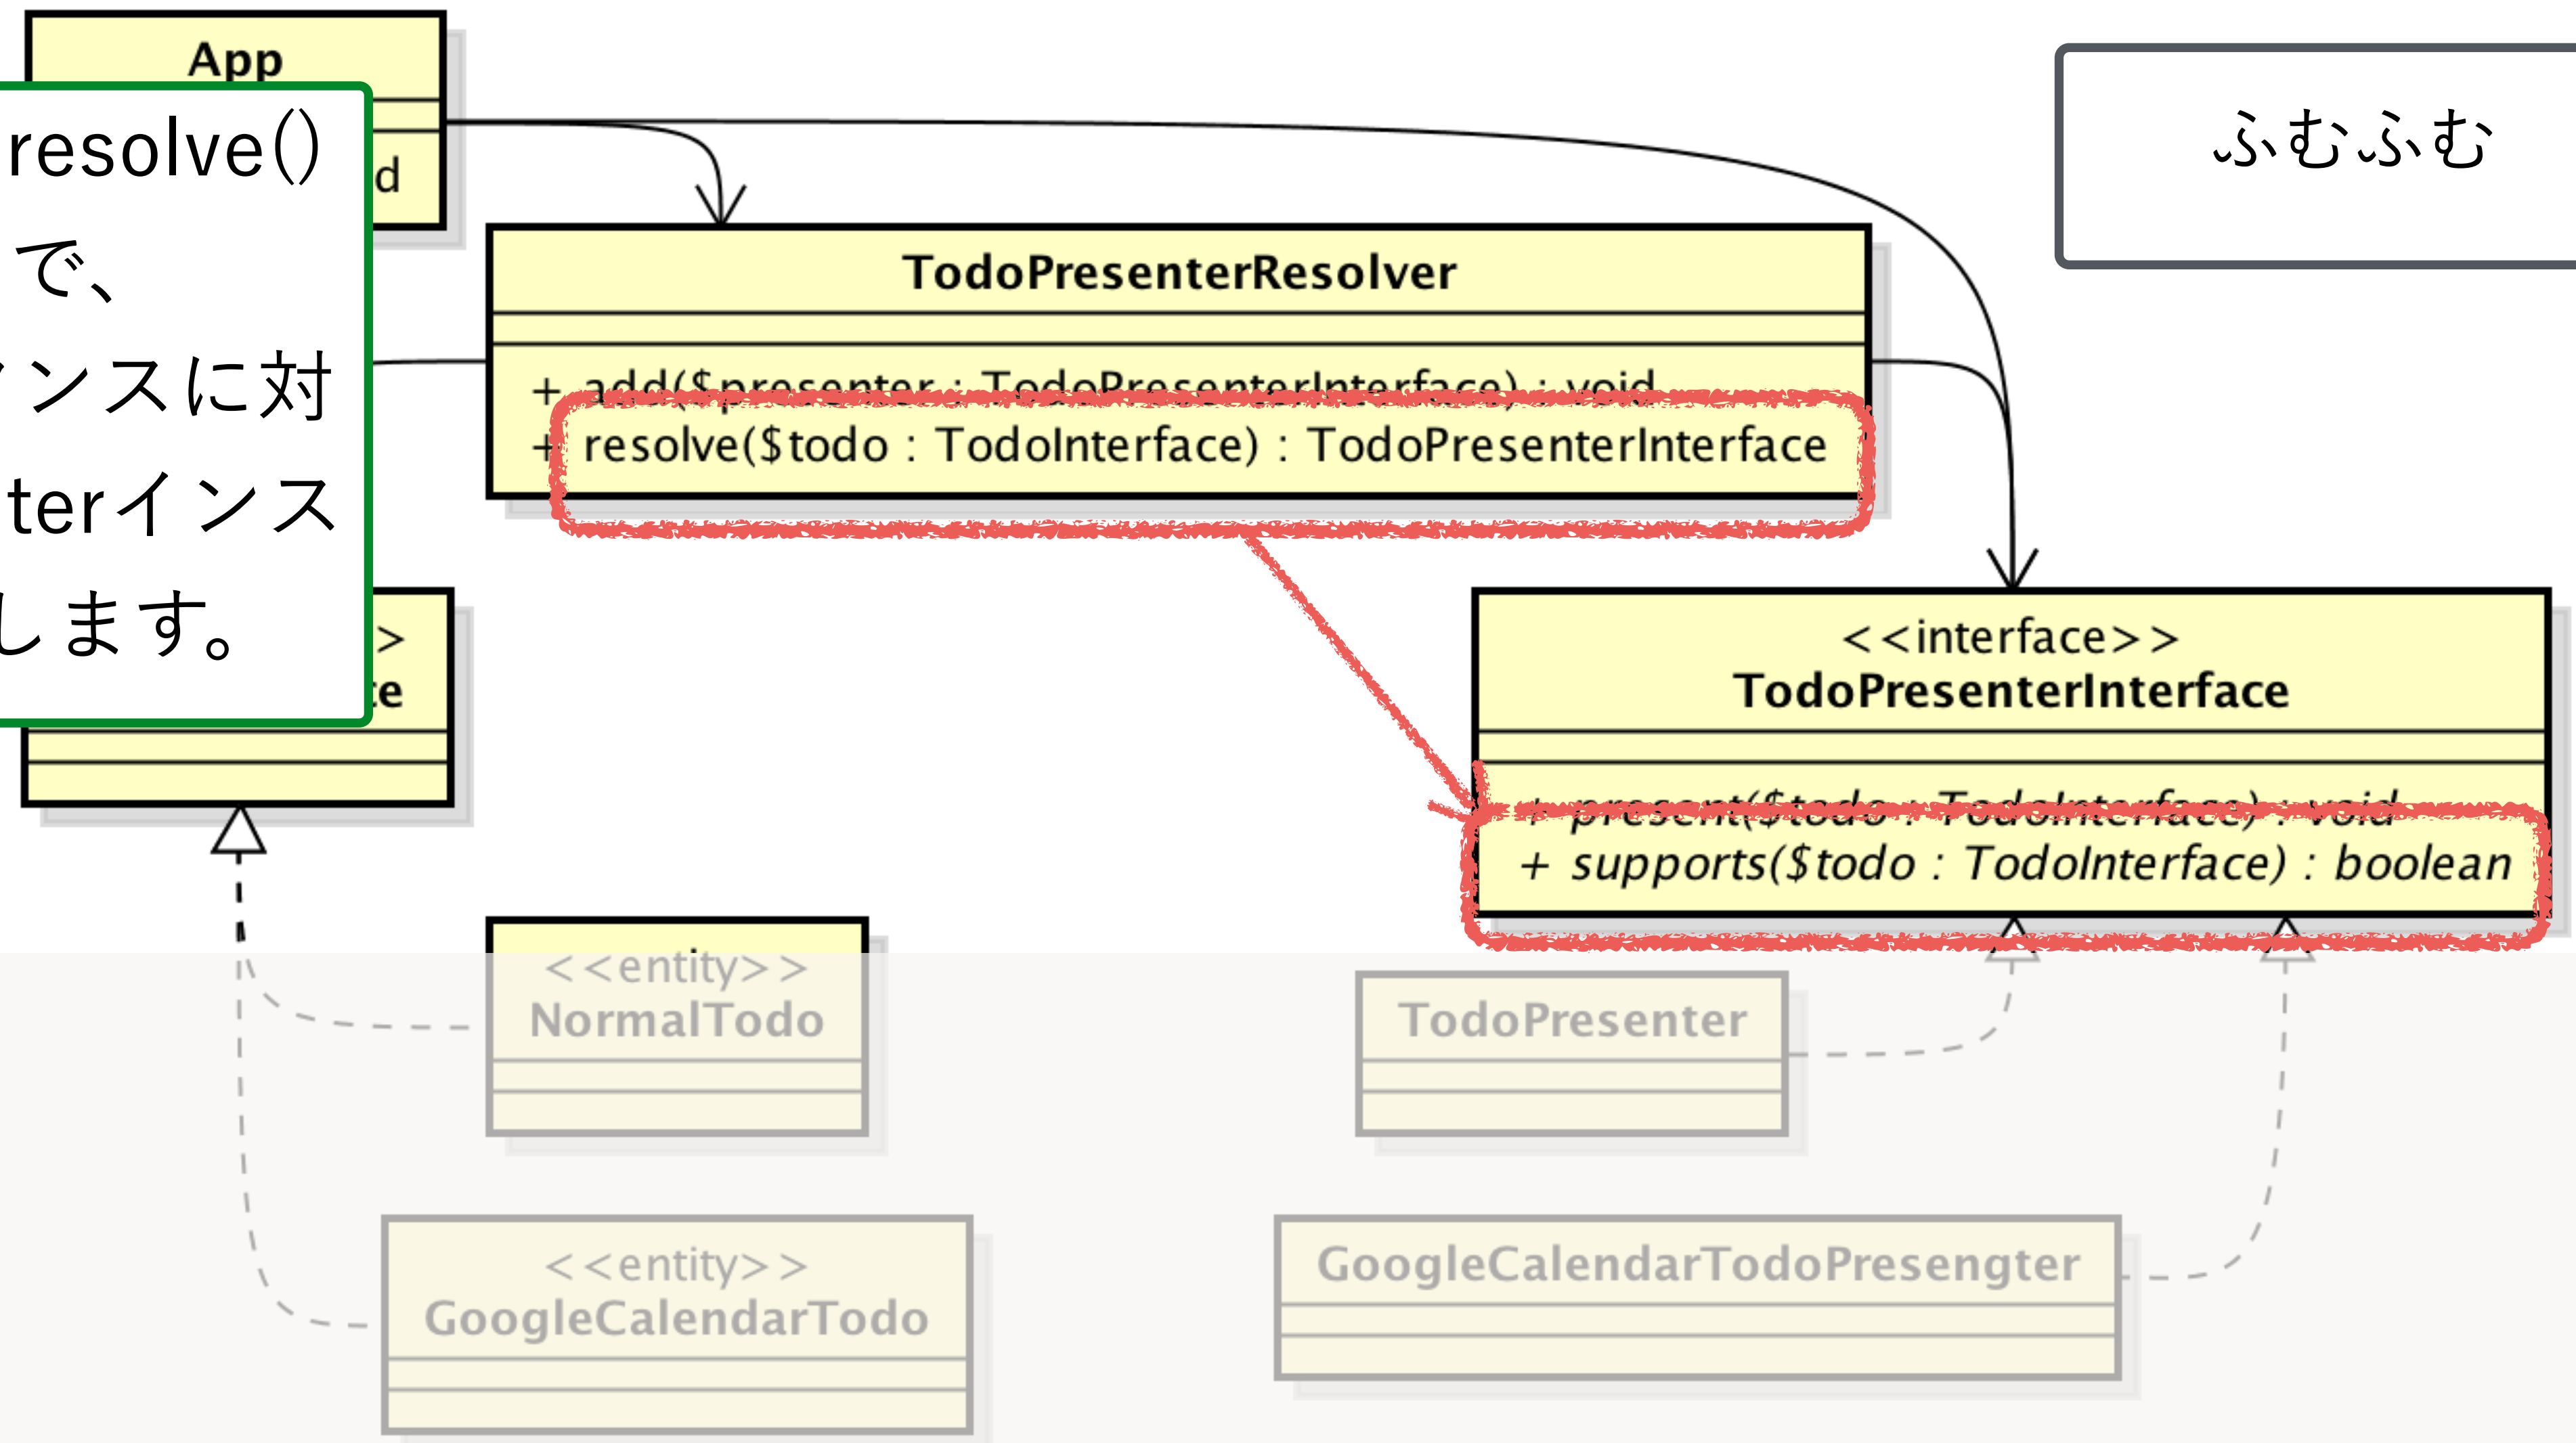 App
resolve()
で、
インスに対
terインス
します。
d
ふむふむ
TodoPresenterResolver
+ add($presenter : TodoPresenterInterface) : void
+ resolve($todo : TodoInterface) : TodoPresenterInterface
>
ce
<<interface>>
TodoPresenterInterface
+ present($todo : TodoInterface) : void
+ supports($todo : TodoInterface) : boolean
<<entity>>
NormalTodo
TodoPresenter
<<entity>>
GoogleCalendarTodo
GoogleCalendarTodoPresengter